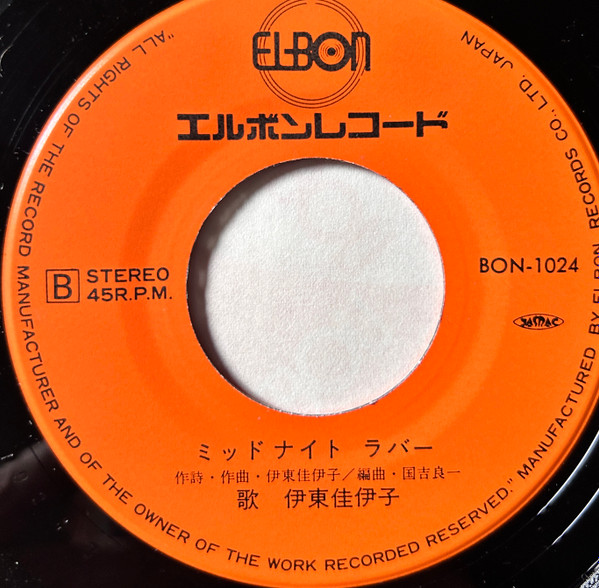 EL-BON
エルボンレコード
B STEREO
45R.P.M.
BON-1024
JASRAC
ミッドナイト ラバー
作詩・作曲・伊東佳伊子／編曲・国吉良一
歌 伊東佳伊子
"ALL RIGHTS OF THE RECORD MANUFACTURER AND OF THE OWNER OF THE WORK RECORDED RESERVED." MANUFACTURED BY ELBON RECORDS CO., LTD. JAPAN